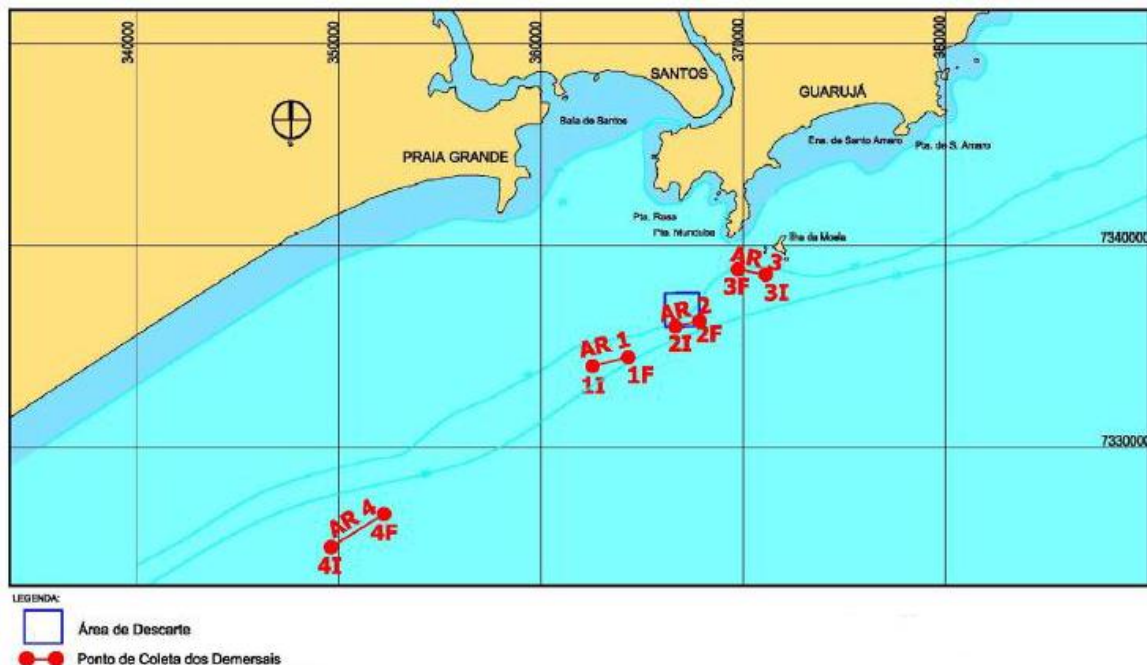 340000
350000
360000
370000
380000
SANTOS
GUARUJÁ
Baía de Santos
Ens. de Santo Amaro
Pta. de S. Amaro
PRAIA GRANDE
Pta. Rasa
Pta. Munduba
Ilha da Moela
7340000
AR 3
3F
3I
AR 2
2I
2F
AR 1
1I
1F
7330000
AR 4
4F
4I
LEGENDA:
Área de Descarte
Ponto de Coleta dos Demersais